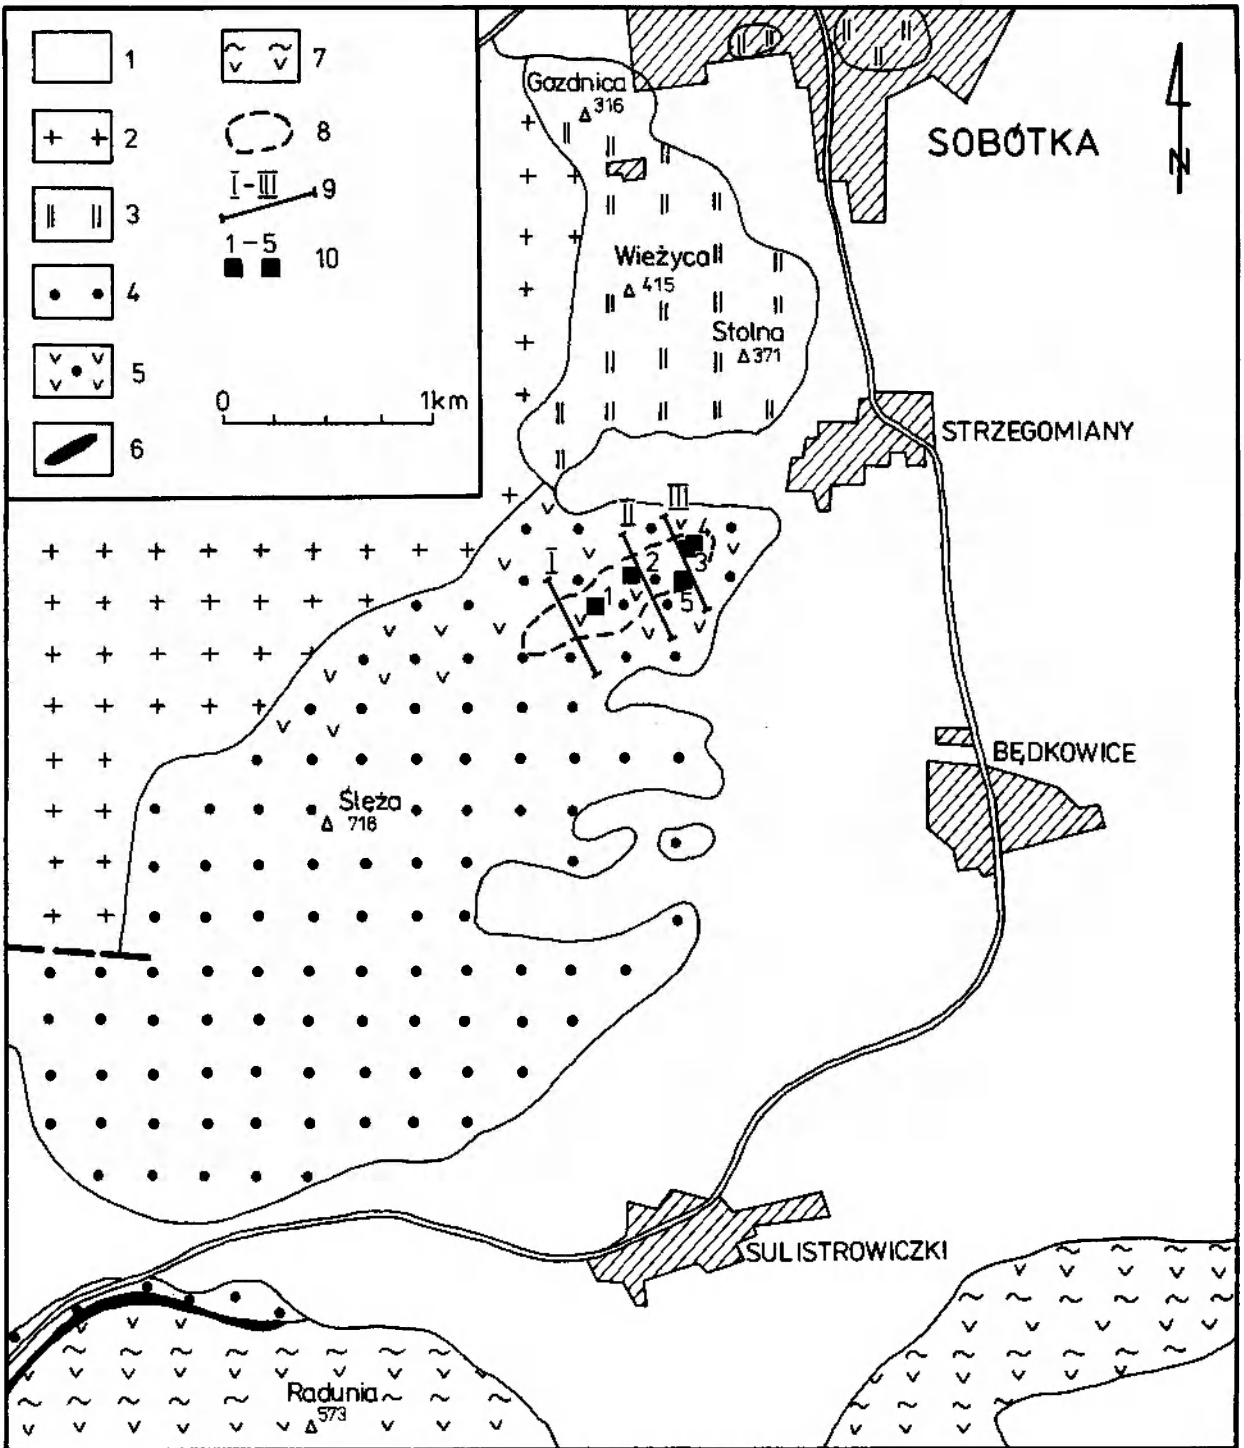 1
2
3
4
5
6
7
8
I-III
9
1-5
10
0 1km
N
Gozdnica
316
SOBÓTKA
Wieżyca
415
Stolna
371
STRZEGOMIANY
I
II
III
1
2
3
4
5
BĘDKOWICE
Ślęża
718
SULISTROWICZKI
Radunia
573